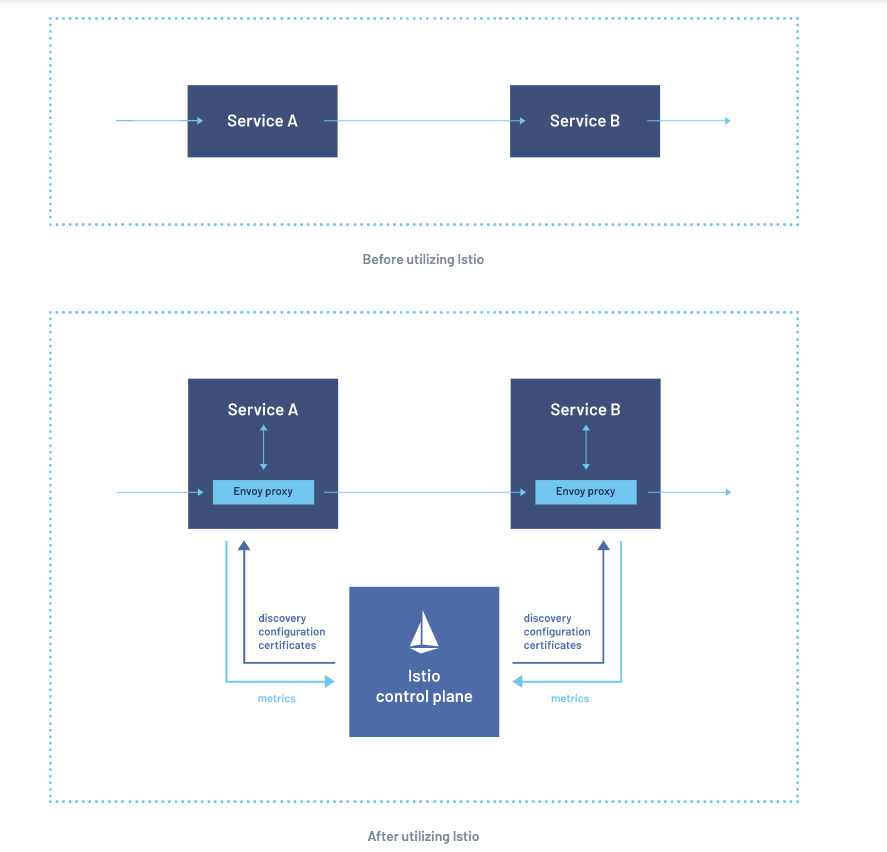 Service A
Service B
Before utilizing Istio
Service A
Service B
Envoy proxy
Envoy proxy
discovery
configuration
certificates
discovery
configuration
certificates
Istio
control plane
metrics
metrics
After utilizing Istio